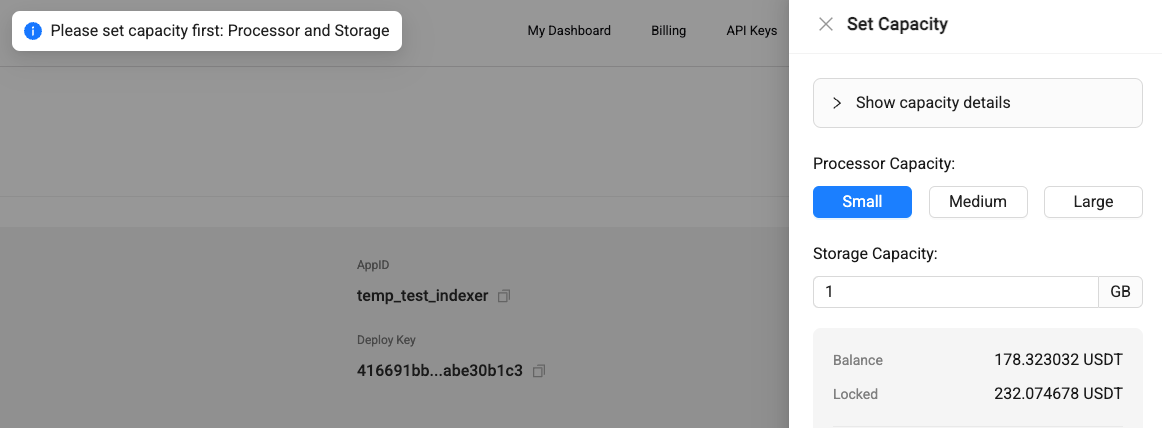 Please set capacity first: Processor and Storage
My Dashboard
Billing
API Keys
Set Capacity
Show capacity details
Processor Capacity:
Small
Medium
Large
Storage Capacity:
1
GB
Balance
178.323032 USDT
Locked
232.074678 USDT
AppID
temp_test_indexer
Deploy Key
416691bb...abe30b1c3